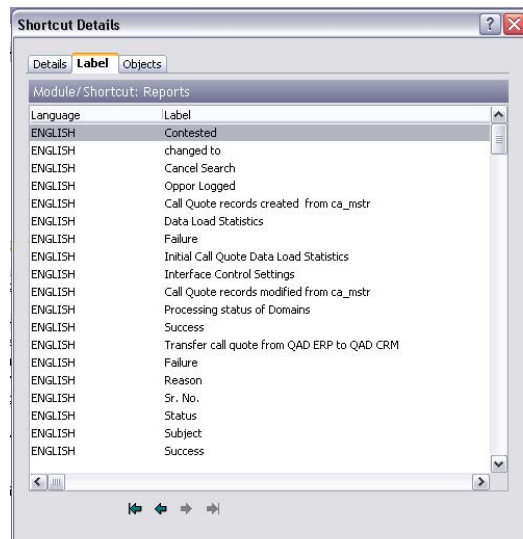 Shortcut Details
Details Label Objects
Module/Shortcut: Reports
Language Label
ENGLISH Contested
ENGLISH changed to
ENGLISH Cancel Search
ENGLISH Oppor Logged
ENGLISH Call Quote records created from ca_mstr
ENGLISH Data Load Statistics
ENGLISH Failure
ENGLISH Initial Call Quote Data Load Statistics
ENGLISH Interface Control Settings
ENGLISH Call Quote records modified from ca_mstr
ENGLISH Processing status of Domains
ENGLISH Success
ENGLISH Transfer call quote from QAD ERP to QAD CRM
ENGLISH Failure
ENGLISH Reason
ENGLISH Sr. No.
ENGLISH Status
ENGLISH Subject
ENGLISH Success